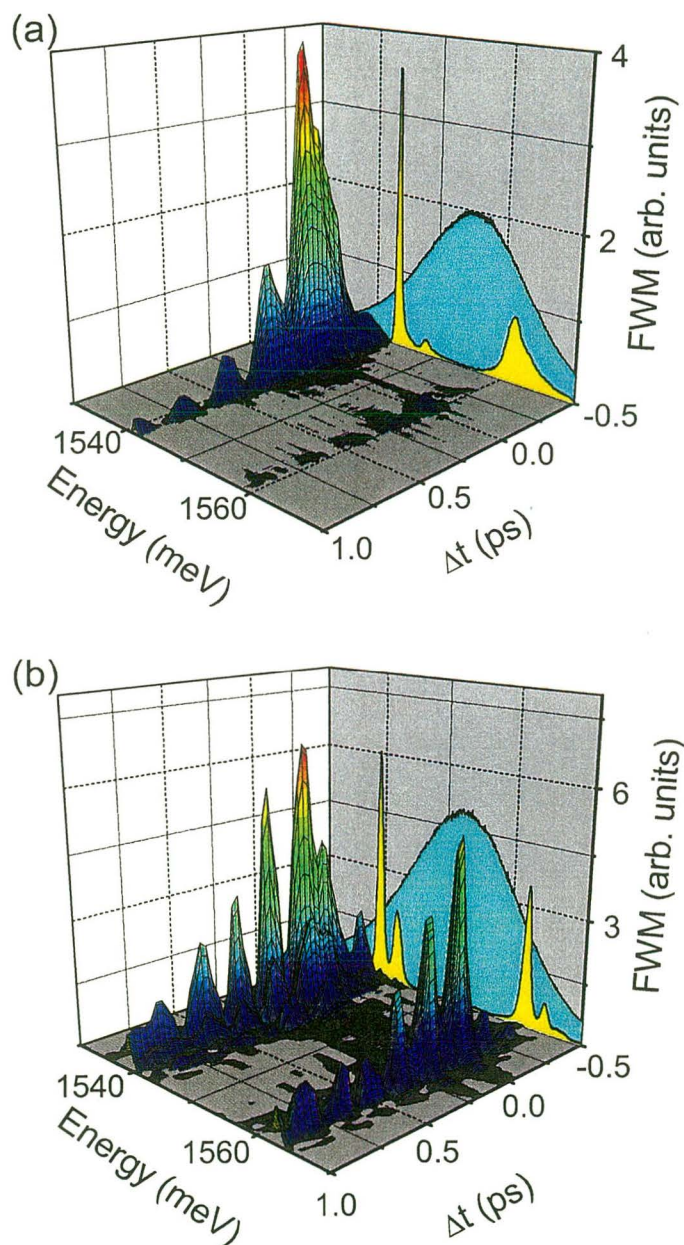 (a)
4
2
FWM (arb. units)
-0.5
0.0
0.5
1.0
Δt (ps)
1540
1560
Energy (meV)
(b)
6
3
FWM (arb. units)
-0.5
0.0
0.5
1.0
Δt (ps)
1540
1560
Energy (meV)